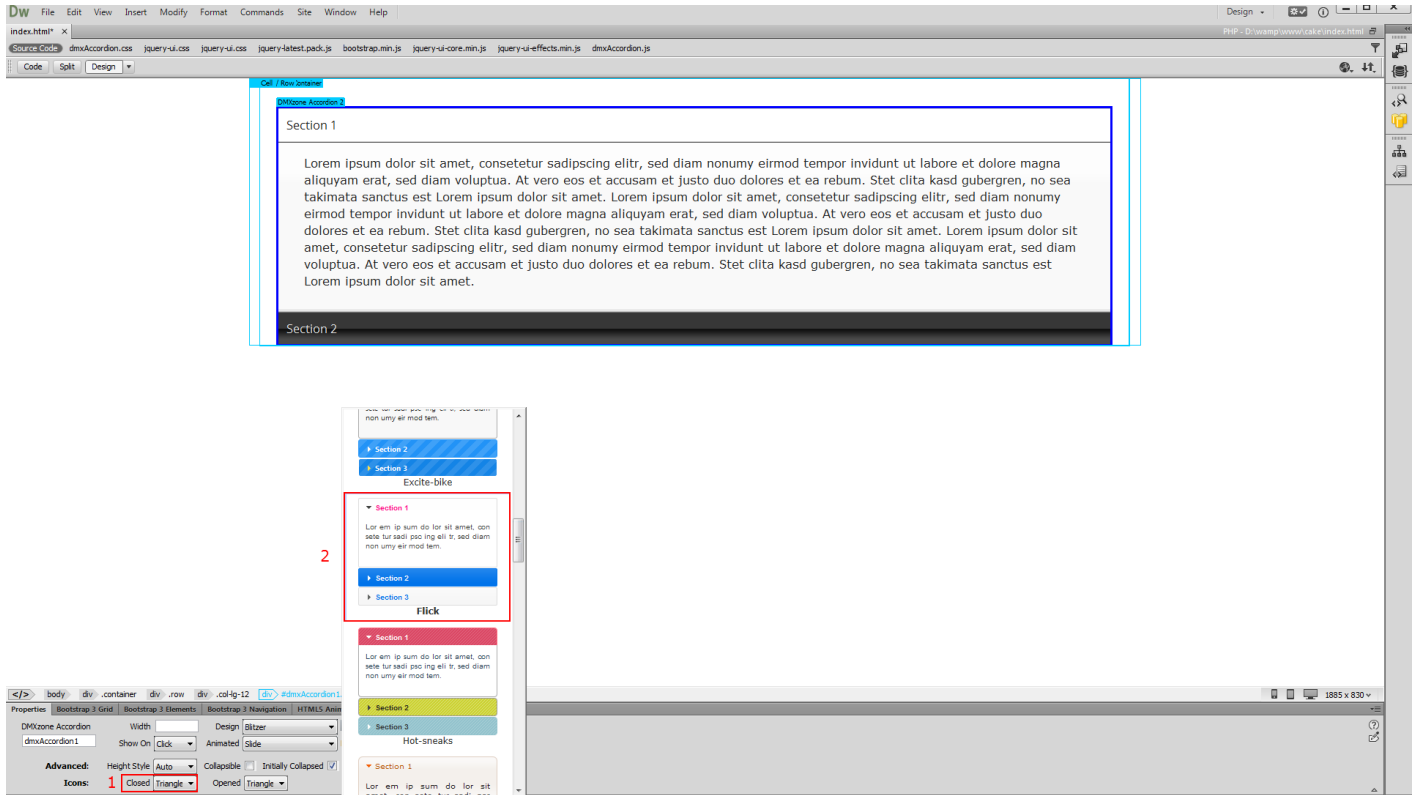 Dw File Edit View Insert Modify Format Commands Site Window Help Design
index.html* × PHP - D:\wamp\www\cake\index.html
Source Code dmxAccordion.css jquery-ui.css jquery-ui.css jquery-latest.pack.js bootstrap.min.js jquery-ui-core.min.js jquery-ui-effects.min.js dmxAccordion.js
Code Split Design
Cell / Row
DMXzone Accordion 2
Section 1
Lorem ipsum dolor sit amet, consetetur sadipscing elitr, sed diam nonumy eirmod tempor invidunt ut labore et dolore magna
aliquyam erat, sed diam voluptua. At vero eos et accusam et justo duo dolores et ea rebum. Stet clita kasd gubergren, no sea
takimata sanctus est Lorem ipsum dolor sit amet. Lorem ipsum dolor sit amet, consetetur sadipscing elitr, sed diam nonumy
eirmod tempor invidunt ut labore et dolore magna aliquyam erat, sed diam voluptua. At vero eos et accusam et justo duo
dolores et ea rebum. Stet clita kasd gubergren, no sea takimata sanctus est Lorem ipsum dolor sit amet. Lorem ipsum dolor sit
amet, consetetur sadipscing elitr, sed diam nonumy eirmod tempor invidunt ut labore et dolore magna aliquyam erat, sed diam
voluptua. At vero eos et accusam et justo duo dolores et ea rebum. Stet clita kasd gubergren, no sea takimata sanctus est
Lorem ipsum dolor sit amet.
Section 2
non umy eir mod tem.
Section 2
Section 3
Excite-bike
Section 1
Lor em ip sum do lor sit amet, con
sete tur sadi psc ing eli tr, sed diam
non umy eir mod tem.
2
Section 2
Section 3
Flick
Section 1
Lor em ip sum do lor sit amet, con
sete tur sadi psc ing eli tr, sed diam
non umy eir mod tem.
Section 2
Section 3
Hot-sneaks
Section 1
Lor em ip sum do lor sit
</> body div .container div .row div .col-lg-12 div #dmxAccordion1 1885 x 830
Properties Bootstrap 3 Grid Bootstrap 3 Elements Bootstrap 3 Navigation HTML5 Anim
DMXzone Accordion Width Design Blitzer
dmxAccordion1 Show On Click Animated Slide
Advanced: Height Style Auto Collapsible Initially Collapsed
Icons: 1 Closed Triangle Opened Triangle